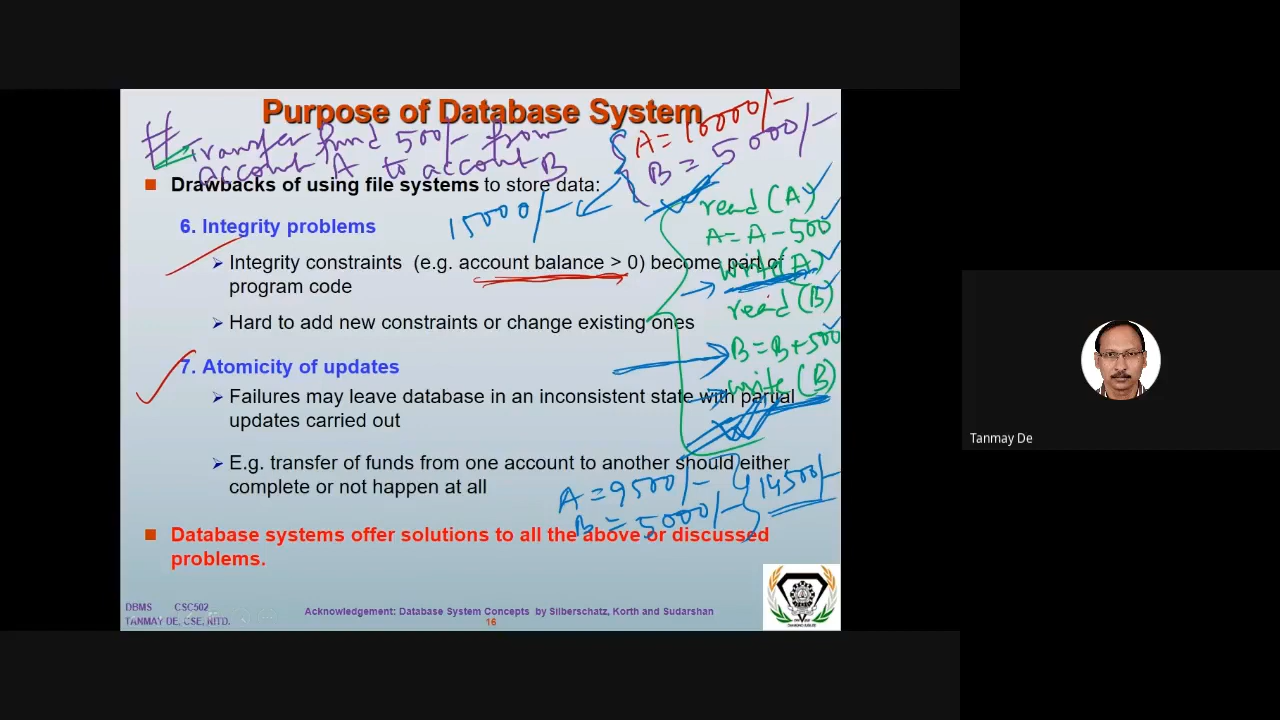 Purpose of Database System
# Transfer fund 500/- from
account A to account B
A = 10000/-
B = 5000/-
15000/-
Drawbacks of using file systems to store data:
6. Integrity problems
Integrity constraints (e.g. account balance > 0) become part of
program code
Hard to add new constraints or change existing ones
read (A)
A = A - 500
write (A)
read (B)
B = B + 500
write (B)
7. Atomicity of updates
Failures may leave database in an inconsistent state with partial
updates carried out
E.g. transfer of funds from one account to another should either
complete or not happen at all
A = 9500/-
B = 5000/-
14500/-
Database systems offer solutions to all the above or discussed
problems.
DBMS CSC502
TANMAY DE, CSE, NITD.
Acknowledgement: Database System Concepts by Silberschatz, Korth and Sudarshan
16
Tanmay De